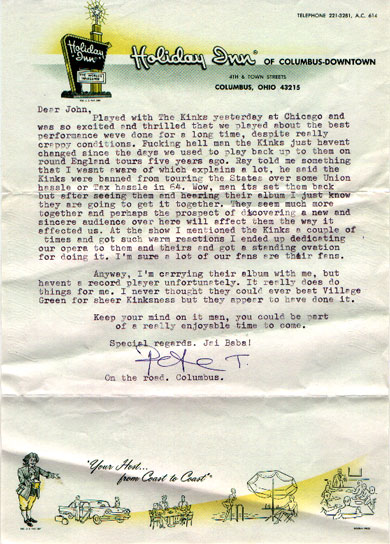 TELEPHONE 221-3281, A.C. 614
Holiday Inn
Holiday Inn® OF COLUMBUS-DOWNTOWN
4TH & TOWN STREETS
COLUMBUS, OHIO 43215
Dear John,
Played with The Kinks yesterday at Chicago and
was so excited and thrilled that we played about the best
performance weve done for a long time, despite really
crappy conditions. Fucking hell man the Kinks just havent
changed since the days we used to play back up to them on
round England tours five years ago. Ray told me something
that I wasnt aware of which explains a lot, he said the
Kinks were banned from touring the States over some Union
hassle or Tax hassle in 64. Wow, man its set them back
but after seeing them and hearing their album I just know
they are going to get it together. They seem much more
together and perhaps the prospect of discovering a new and
sincere audience over here will affect them the way it
affected us. At the show I mentioned the Kinks a couple of
times and got such warm reactions I ended up dedicating
our opera to them and theirs and got a standing ovation
for doing it. I'm sure a lot of our fans are their fans.
Anyway, I'm carrying their album with me, but
havent a record player unfortunately. It really does do
things for me. I never thought they could ever best Village
Green for sheer Kinksness but they appear to have done it.
Keep your mind on it man, you could be part
of a really enjoyable time to come.
Special regards. Jai Baba!
Pete T.
On the road. Columbus.
"Your Host...
from Coast to Coast"